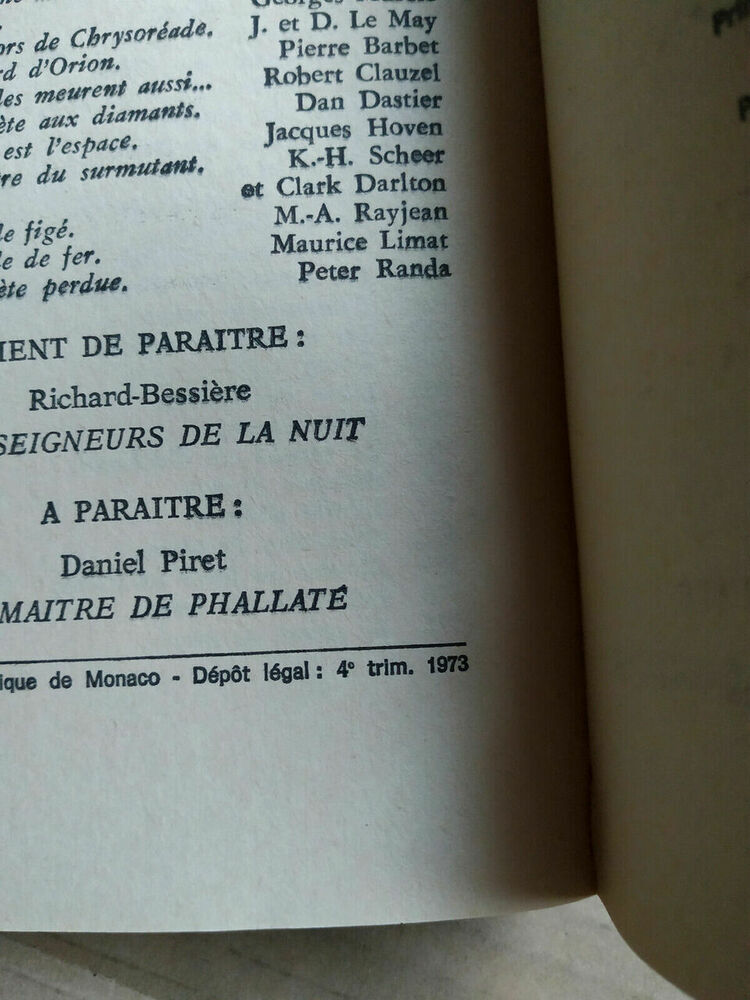 J. et D. Le May
ors de Chrysoréade. Pierre Barbet
rd d'Orion. Robert Clauzel
les meurent aussi... Dan Dastier
ète aux diamants. Jacques Hoven
est l'espace. K.-H. Scheer
re du surmutant. et Clark Darlton
M.-A. Rayjean
le figé. Maurice Limat
le de fer. Peter Randa
ète perdue.
IENT DE PARAITRE :
Richard-Bessière
SEIGNEURS DE LA NUIT
A PARAITRE :
Daniel Piret
MAITRE DE PHALLATÉ
ique de Monaco - Dépôt légal : 4e trim. 1973